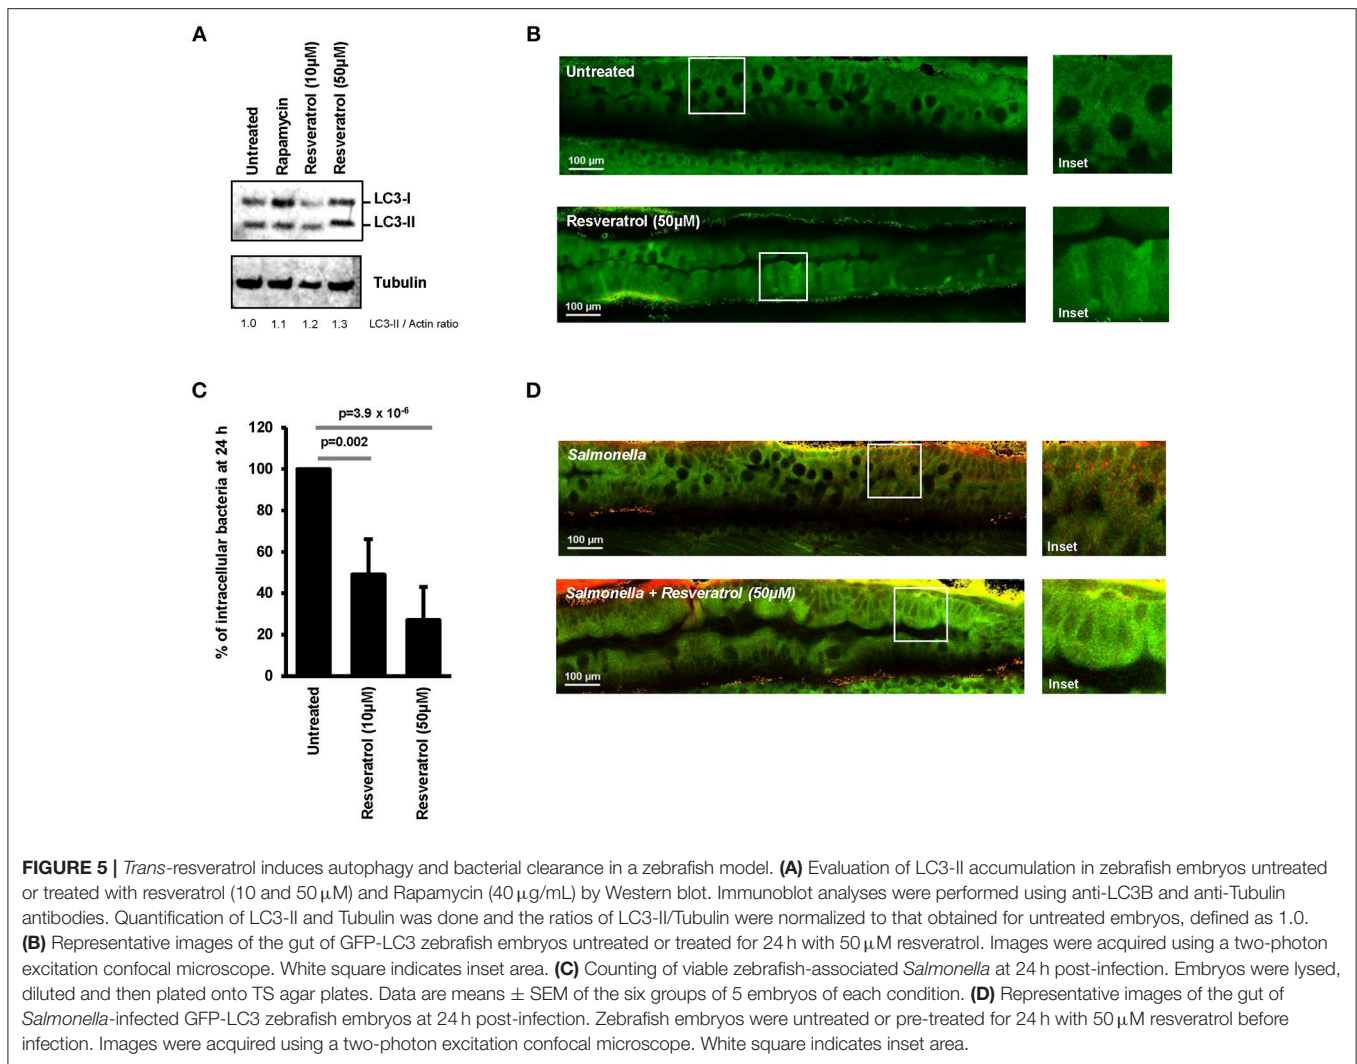 A
Untreated
Rapamycin
Resveratrol (10µM)
Resveratrol (50µM)
LC3-I
LC3-II
Tubulin
1.0 1.1 1.2 1.3 LC3-II / Actin ratio
B
Untreated
100 µm
Inset
Resveratrol (50µM)
100 µm
Inset
C
% of intracellular bacteria at 24 h
p=3.9 x 10-6
p=0.002
120
100
80
60
40
20
0
Untreated
Resveratrol (10µM)
Resveratrol (50µM)
D
Salmonella
100 µm
Inset
Salmonella + Resveratrol (50µM)
100 µm
Inset
FIGURE 5 | Trans-resveratrol induces autophagy and bacterial clearance in a zebrafish model. (A) Evaluation of LC3-II accumulation in zebrafish embryos untreated
or treated with resveratrol (10 and 50 µM) and Rapamycin (40 µg/mL) by Western blot. Immunoblot analyses were performed using anti-LC3B and anti-Tubulin
antibodies. Quantification of LC3-II and Tubulin was done and the ratios of LC3-II/Tubulin were normalized to that obtained for untreated embryos, defined as 1.0.
(B) Representative images of the gut of GFP-LC3 zebrafish embryos untreated or treated for 24 h with 50 µM resveratrol. Images were acquired using a two-photon
excitation confocal microscope. White square indicates inset area. (C) Counting of viable zebrafish-associated Salmonella at 24 h post-infection. Embryos were lysed,
diluted and then plated onto TS agar plates. Data are means ± SEM of the six groups of 5 embryos of each condition. (D) Representative images of the gut of
Salmonella-infected GFP-LC3 zebrafish embryos at 24 h post-infection. Zebrafish embryos were untreated or pre-treated for 24 h with 50 µM resveratrol before
infection. Images were acquired using a two-photon excitation confocal microscope. White square indicates inset area.